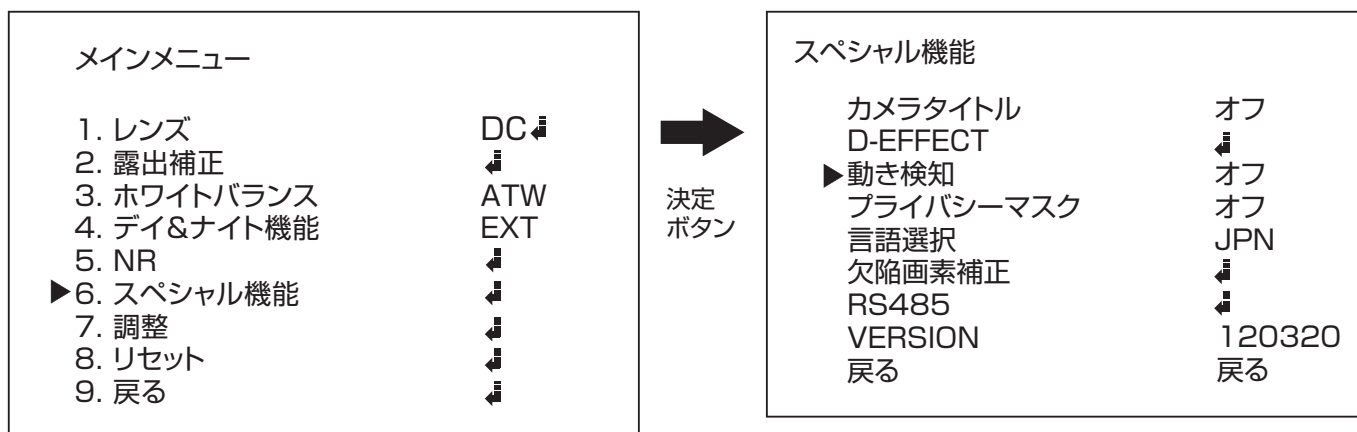 メインメニュー
1. レンズ DC↲
2. 露出補正 ↲
3. ホワイトバランス ATW
4. デイ&ナイト機能 EXT
5. NR ↲
▶6. スペシャル機能 ↲
7. 調整 ↲
8. リセット ↲
9. 戻る ↲
決定
ボタン
スペシャル機能
カメラタイトル オフ
D-EFFECT ↲
▶動き検知 オフ
プライバシーマスク オフ
言語選択 JPN
欠陥画素補正 ↲
RS485 ↲
VERSION 120320
戻る 戻る